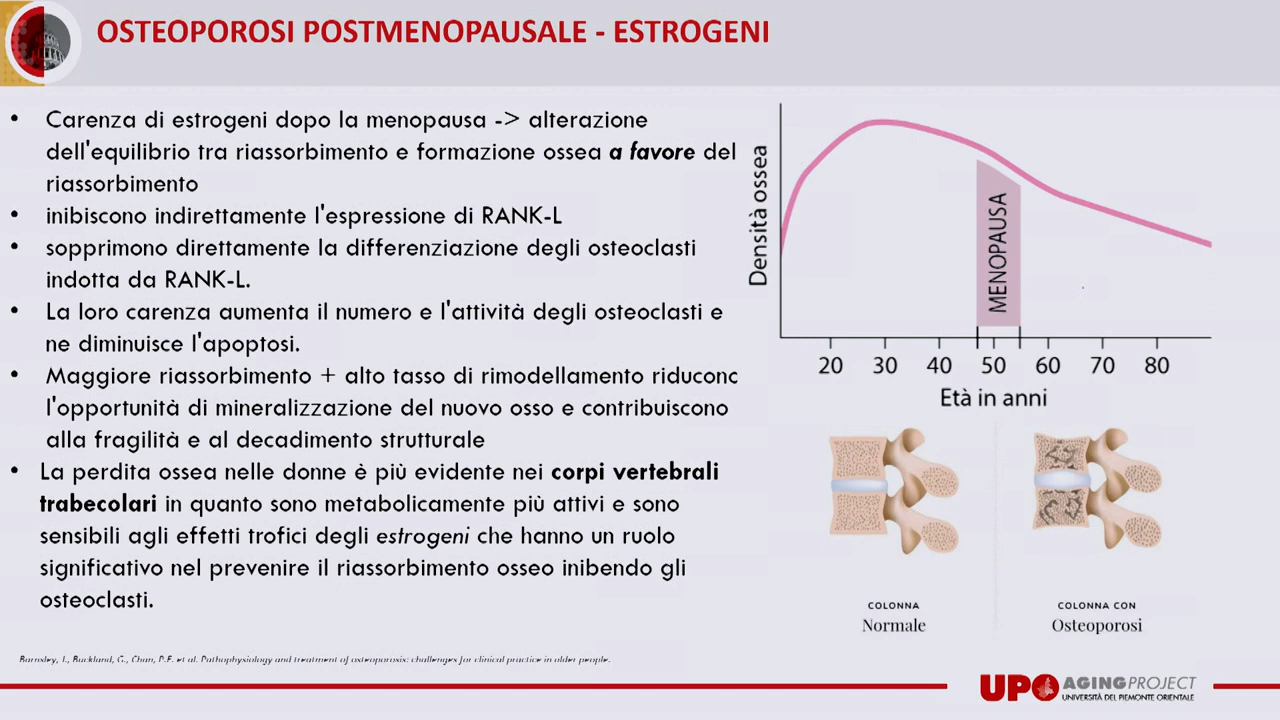 OSTEOPOROSI POSTMENOPAUSALE - ESTROGENI
• Carenza di estrogeni dopo la menopausa -> alterazione
dell'equilibrio tra riassorbimento e formazione ossea a favore del
riassorbimento
• inibiscono indirettamente l'espressione di RANK-L
• sopprimono direttamente la differenziazione degli osteoclasti
indotta da RANK-L.
• La loro carenza aumenta il numero e l'attività degli osteoclasti e
ne diminuisce l'apoptosi.
• Maggiore riassorbimento + alto tasso di rimodellamento riducono
l'opportunità di mineralizzazione del nuovo osso e contribuiscono
alla fragilità e al decadimento strutturale
• La perdita ossea nelle donne è più evidente nei corpi vertebrali
trabecolari in quanto sono metabolicamente più attivi e sono
sensibili agli effetti trofici degli estrogeni che hanno un ruolo
significativo nel prevenire il riassorbimento osseo inibendo gli
osteoclasti.
Densità ossea
MENOPAUSA
20 30 40 50 60 70 80
Età in anni
COLONNA
Normale
COLONNA CON
Osteoporosi
Barnsley, J., Buckland, G., Chan, P.E. et al. Pathophysiology and treatment of osteoporosis: challenges for clinical practice in older people.
UPO AGING PROJECT
UNIVERSITÀ DEL PIEMONTE ORIENTALE